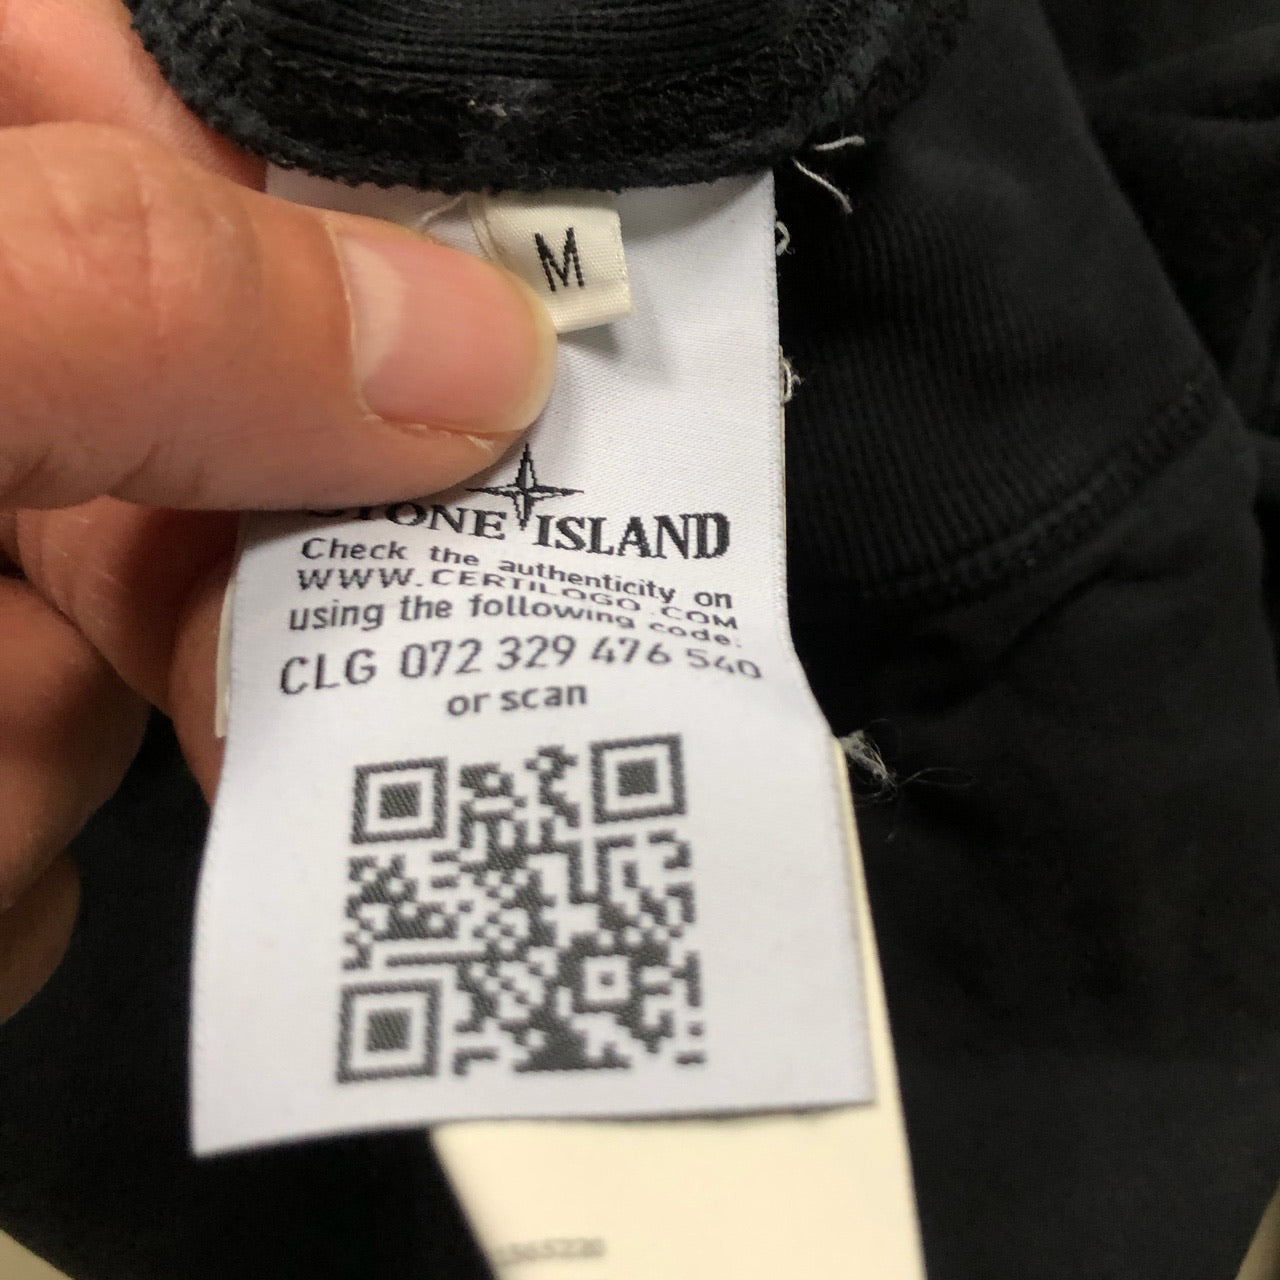 M
STONE ISLAND
Check the authenticity on
WWW.CERTILOGO.COM
using the following code:
CLG 072 329 476 540
or scan